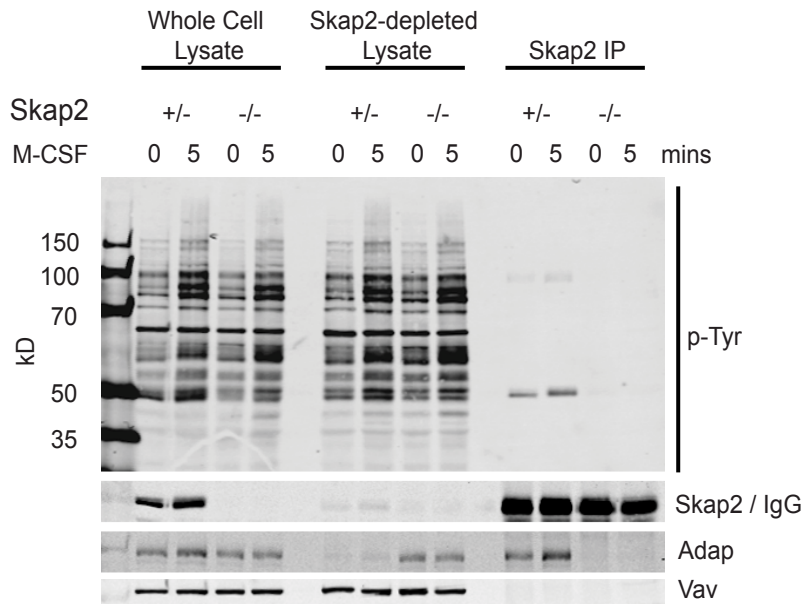 Whole Cell Lysate Skap2-depleted Lysate Skap2 IP
Skap2 +/- -/- +/- -/- +/- -/-
M-CSF 0 5 0 5 0 5 0 5 0 5 0 5 mins
150
100
70
50
35
kD
p-Tyr
Skap2 / IgG
Adap
Vav